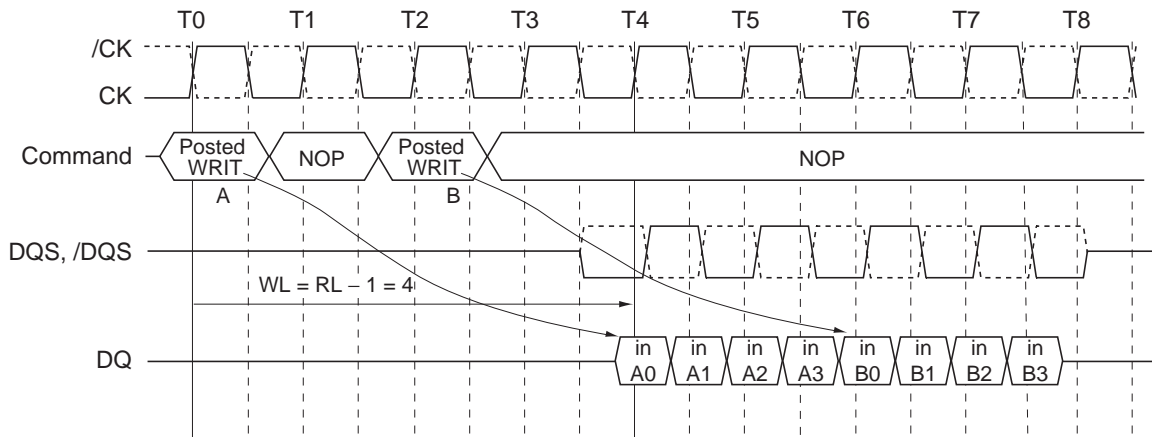 T0 T1 T2 T3 T4 T5 T6 T7 T8
/CK
CK
Command
Posted
WRIT
A
NOP
Posted
WRIT
B
NOP
DQS, /DQS
WL = RL − 1 = 4
DQ
in
A0
in
A1
in
A2
in
A3
in
B0
in
B1
in
B2
in
B3